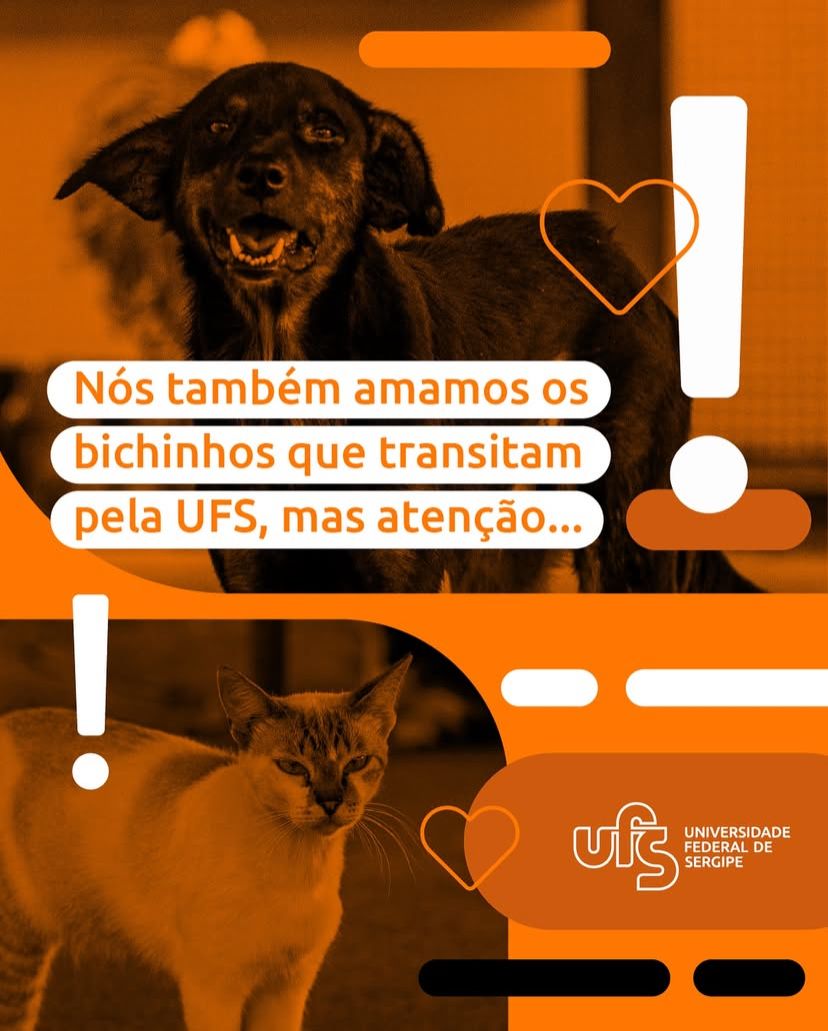 Nós também amamos os
bichinhos que transitam
pela UFS, mas atenção...
ufs
UNIVERSIDADE
FEDERAL DE
SERGIPE